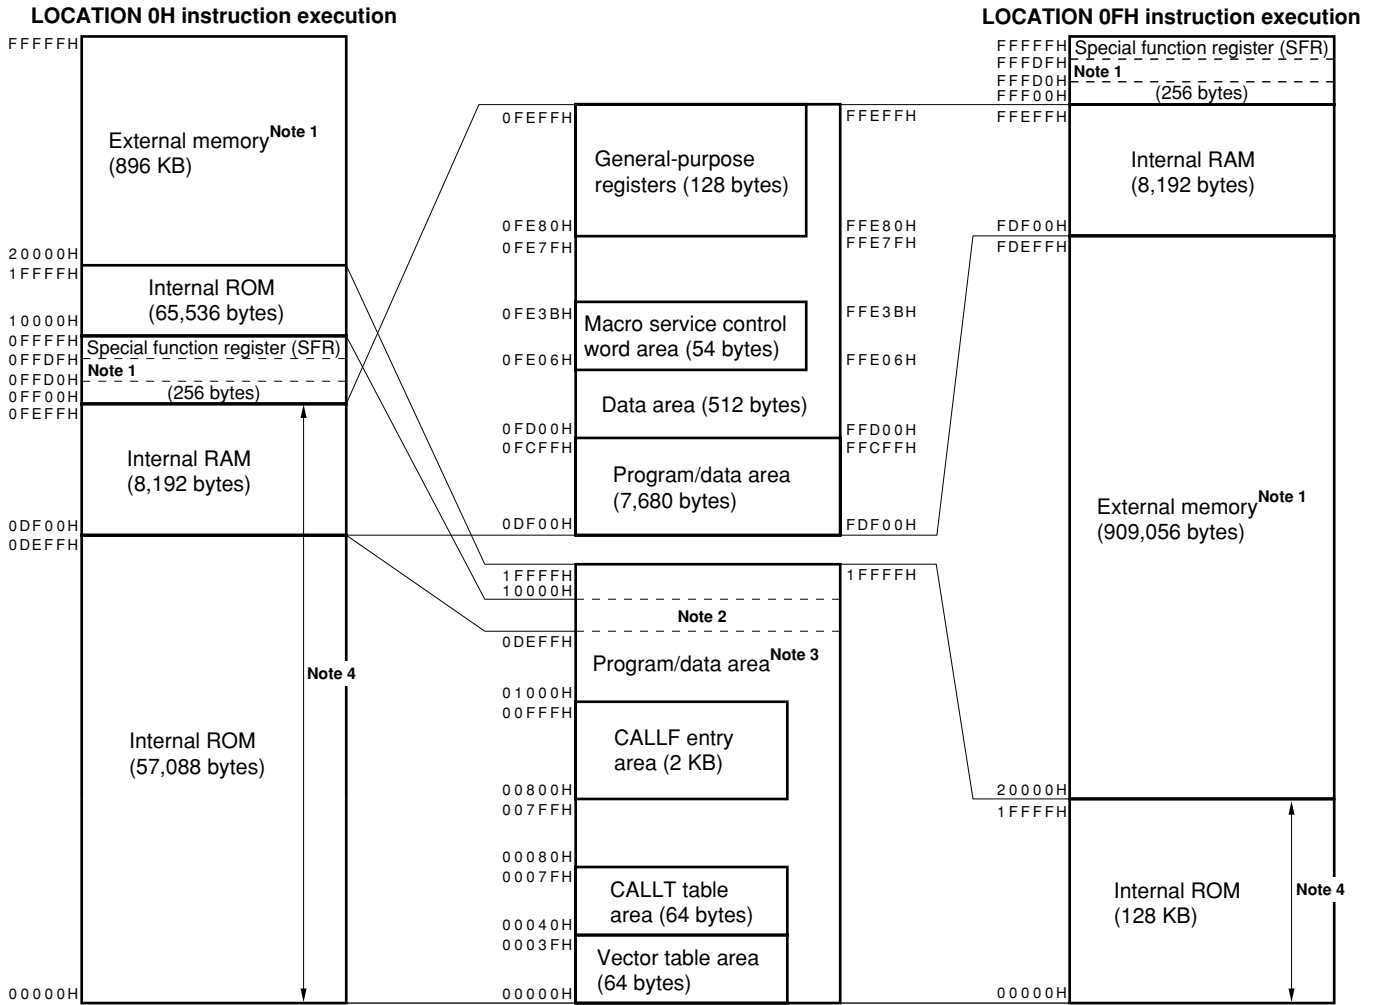 LOCATION 0H instruction execution
FFFFFH
External memory Note 1
(896 KB)
20000H
1FFFFH
Internal ROM
(65,536 bytes)
10000H
0FFFFH
Special function register (SFR)
0FFDFH
Note 1
0FFD0H
0FF00H
(256 bytes)
0FEFFH
Internal RAM
(8,192 bytes)
0DF00H
0DEFFH
Note 4
Internal ROM
(57,088 bytes)
00000H
0FEFFH
FFEFFH
General-purpose
registers (128 bytes)
0FE80H
FFE80H
0FE7FH
FFE7FH
0FE3BH
FFE3BH
Macro service control
word area (54 bytes)
0FE06H
FFE06H
Data area (512 bytes)
0FD00H
FFD00H
0FCFFH
FFCFFH
Program/data area
(7,680 bytes)
0DF00H
FDF00H
1FFFFH
1FFFFH
10000H
Note 2
0DEFFH
Program/data area Note 3
01000H
00FFFH
CALLF entry
area (2 KB)
00800H
007FFH
00080H
0007FH
CALLT table
area (64 bytes)
00040H
0003FH
Vector table area
(64 bytes)
00000H
LOCATION 0FH instruction execution
FFFFFH
Special function register (SFR)
FFFDFH
Note 1
FFFD0H
FFF00H
(256 bytes)
FFEFFH
Internal RAM
(8,192 bytes)
FDF00H
FDEFFH
External memory Note 1
(909,056 bytes)
20000H
1FFFFH
Internal ROM
(128 KB)
Note 4
00000H